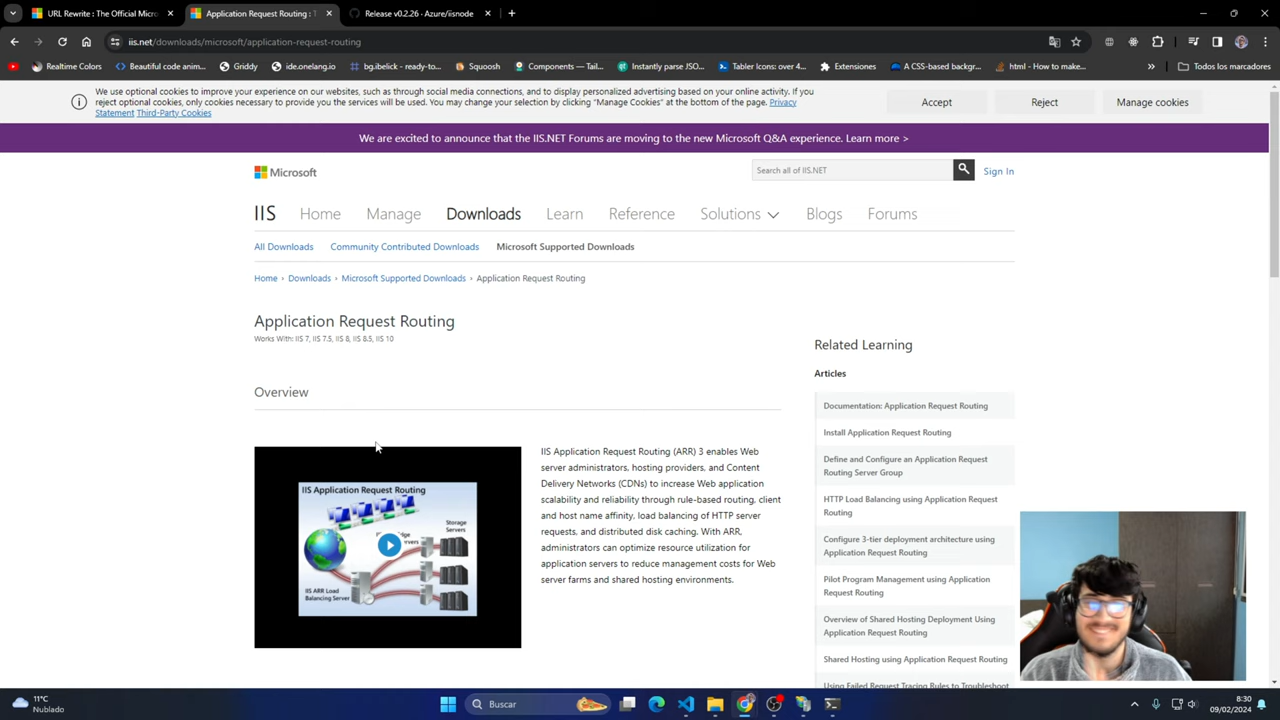 URL Rewrite : The Official Micro
Application Request Routing : T
Release v0.2.26 · Azure/iisnode
iis.net/downloads/microsoft/application-request-routing
Realtime Colors
Beautiful code anim...
Griddy
ide.onelang.io
bg.ibelick - ready-to...
Squoosh
Components — Tail...
Instantly parse JSO...
Tabler Icons: over 4...
Extensiones
A CSS-based backgr...
html - How to make...
Todos los marcadores
We use optional cookies to improve your experience on our websites, such as through social media connections, and to display personalized advertising based on your online activity. If you
reject optional cookies, only cookies necessary to provide you the services will be used. You may change your selection by clicking "Manage Cookies" at the bottom of the page. Privacy
Statement Third-Party Cookies
Accept
Reject
Manage cookies
We are excited to announce that the IIS.NET Forums are moving to the new Microsoft Q&A experience. Learn more >
Microsoft
Search all of IIS.NET
Sign In
IIS Home Manage Downloads Learn Reference Solutions Blogs Forums
All Downloads Community Contributed Downloads Microsoft Supported Downloads
Home › Downloads › Microsoft Supported Downloads › Application Request Routing
Application Request Routing
Works With: IIS 7, IIS 7.5, IIS 8, IIS 8.5, IIS 10
Overview
IIS Application Request Routing
Storage
Servers
IIS ARR Load
Balancing Server
IIS Application Request Routing (ARR) 3 enables Web
server administrators, hosting providers, and Content
Delivery Networks (CDNs) to increase Web application
scalability and reliability through rule-based routing, client
and host name affinity, load balancing of HTTP server
requests, and distributed disk caching. With ARR,
administrators can optimize resource utilization for
application servers to reduce management costs for Web
server farms and shared hosting environments.
Related Learning
Articles
Documentation: Application Request Routing
Install Application Request Routing
Define and Configure an Application Request
Routing Server Group
HTTP Load Balancing using Application Request
Routing
Configure 3-tier deployment architecture using
Application Request Routing
Pilot Program Management using Application
Request Routing
Overview of Shared Hosting Deployment Using
Application Request Routing
Shared Hosting using Application Request Routing
Using Failed Request Tracing Rules to Troubleshoot
11°C
Nublado
Buscar
8:30
09/02/2024